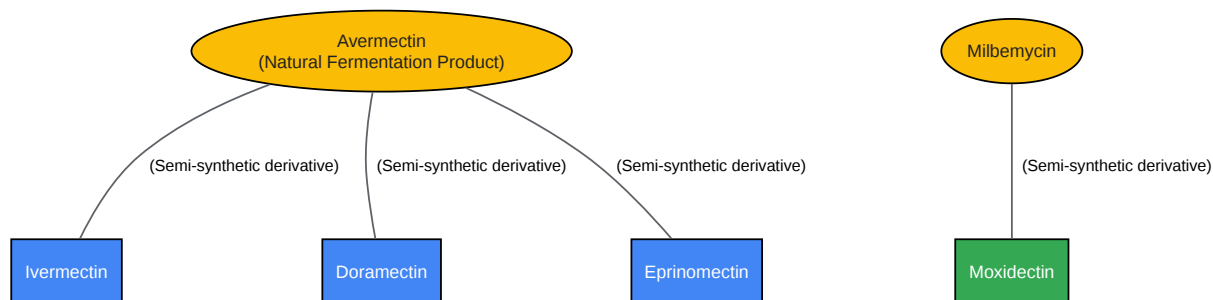 Avermectin
(Natural Fermentation Product)
Milbemycin
(Semi-synthetic derivative)
(Semi-synthetic derivative)
(Semi-synthetic derivative)
(Semi-synthetic derivative)
Ivermectin
Doramectin
Eprinomectin
Moxidectin